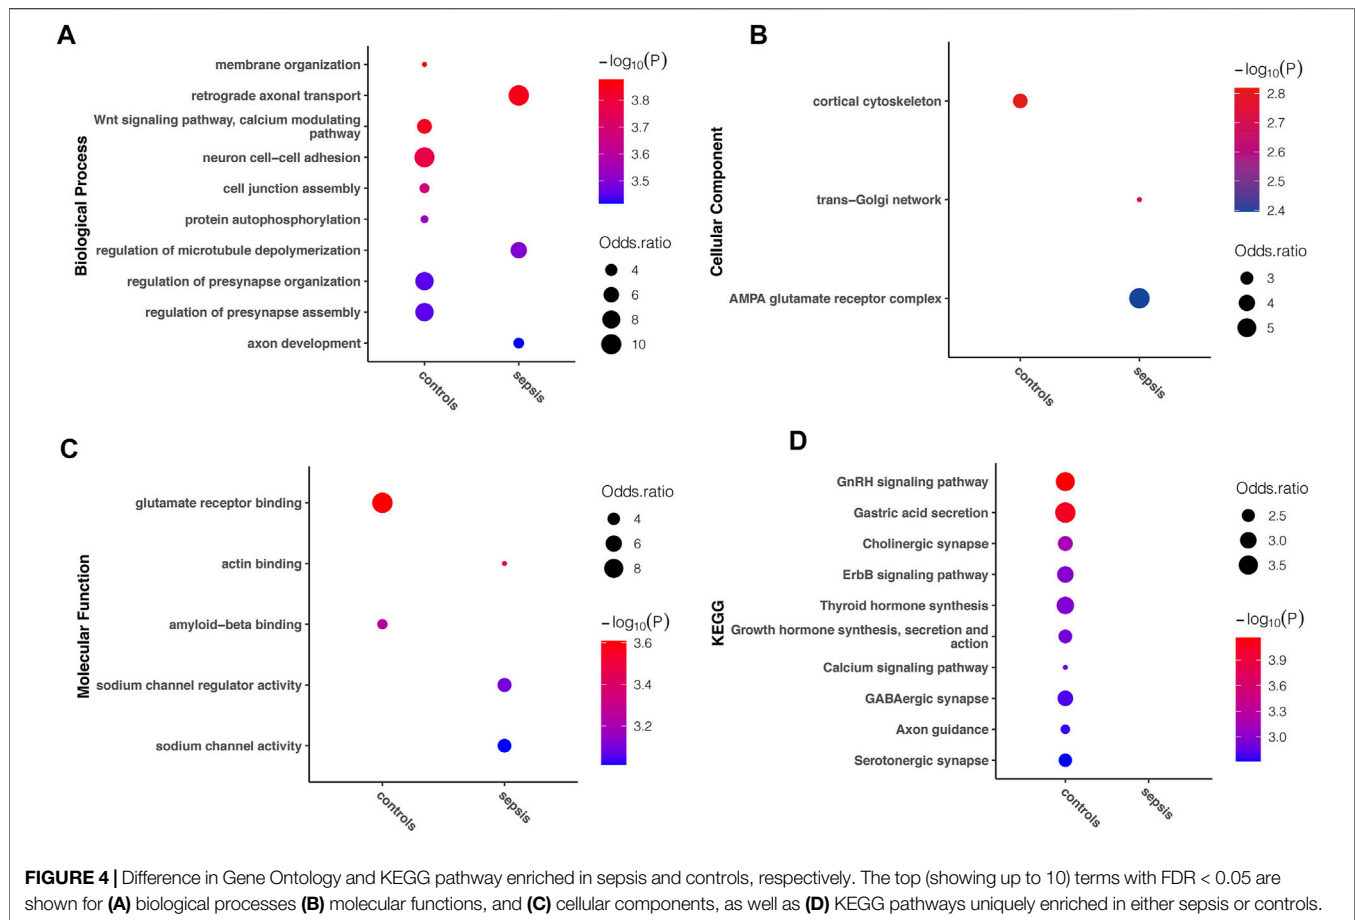 A
Biological Process
membrane organization
retrograde axonal transport
Wnt signaling pathway, calcium modulating
pathway
neuron cell−cell adhesion
cell junction assembly
protein autophosphorylation
regulation of microtubule depolymerization
regulation of presynapse organization
regulation of presynapse assembly
axon development
controls
sepsis
−log10(P)
3.8
3.7
3.6
3.5
Odds.ratio
4
6
8
10
B
Cellular Component
cortical cytoskeleton
trans−Golgi network
AMPA glutamate receptor complex
controls
sepsis
−log10(P)
2.8
2.7
2.6
2.5
2.4
Odds.ratio
3
4
5
C
Molecular Function
glutamate receptor binding
actin binding
amyloid−beta binding
sodium channel regulator activity
sodium channel activity
controls
sepsis
Odds.ratio
4
6
8
−log10(P)
3.6
3.4
3.2
D
KEGG
GnRH signaling pathway
Gastric acid secretion
Cholinergic synapse
ErbB signaling pathway
Thyroid hormone synthesis
Growth hormone synthesis, secretion and
action
Calcium signaling pathway
GABAergic synapse
Axon guidance
Serotonergic synapse
controls
sepsis
Odds.ratio
2.5
3.0
3.5
−log10(P)
3.9
3.6
3.3
3.0
FIGURE 4 | Difference in Gene Ontology and KEGG pathway enriched in sepsis and controls, respectively. The top (showing up to 10) terms with FDR < 0.05 are
shown for (A) biological processes (B) molecular functions, and (C) cellular components, as well as (D) KEGG pathways uniquely enriched in either sepsis or controls.